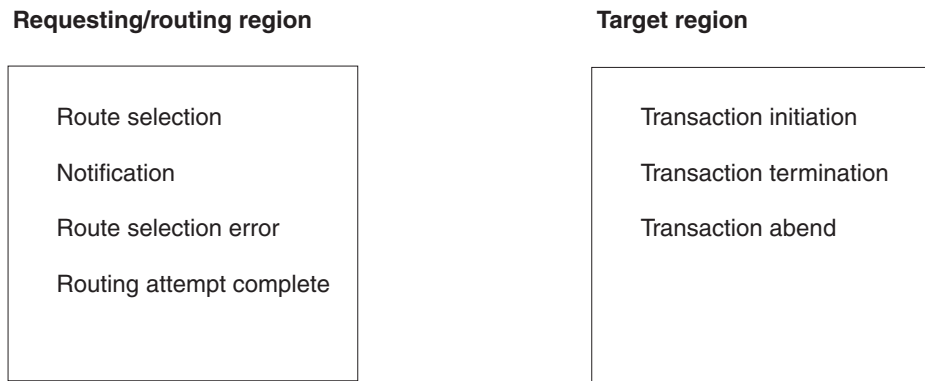 Requesting/routing region
Route selection
Notification
Route selection error
Routing attempt complete
Target region
Transaction initiation
Transaction termination
Transaction abend